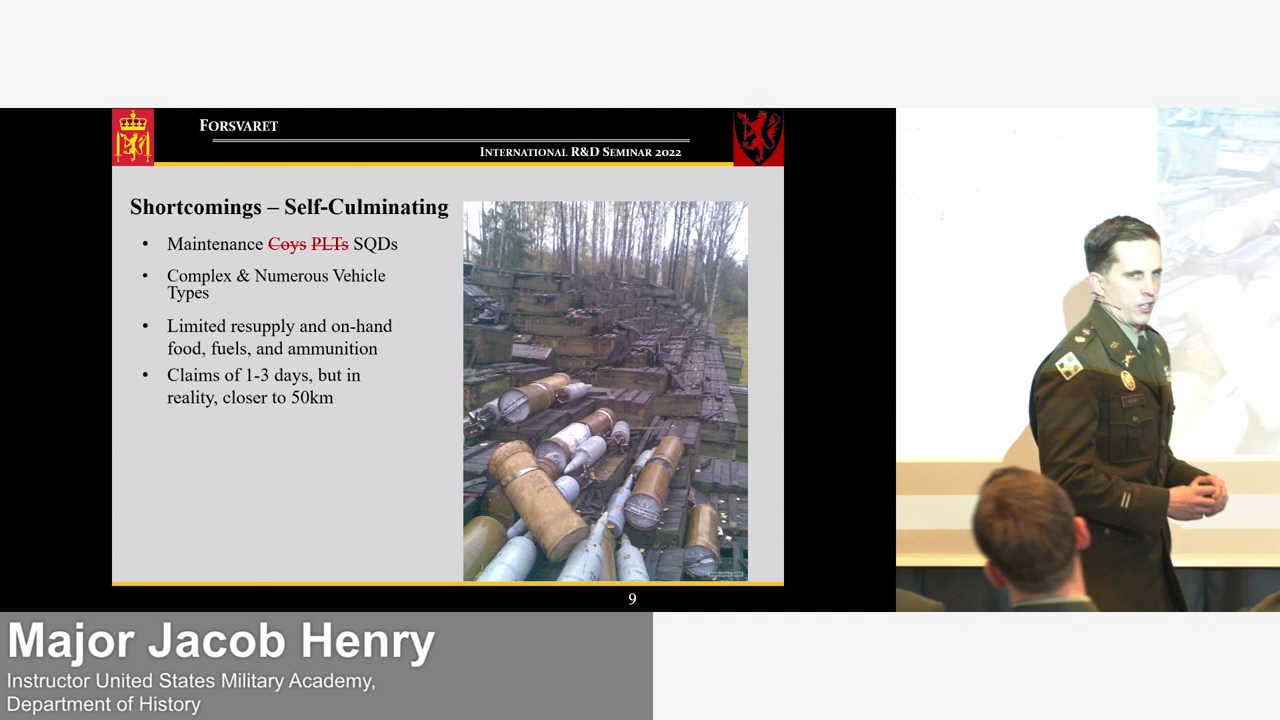 FORSVARET
INTERNATIONAL R&D SEMINAR 2022
Shortcomings – Self-Culminating
• Maintenance Coys PLTs SQDs
• Complex & Numerous Vehicle
Types
• Limited resupply and on-hand
food, fuels, and ammunition
• Claims of 1-3 days, but in
reality, closer to 50km
9
Major Jacob Henry
Instructor United States Military Academy,
Department of History